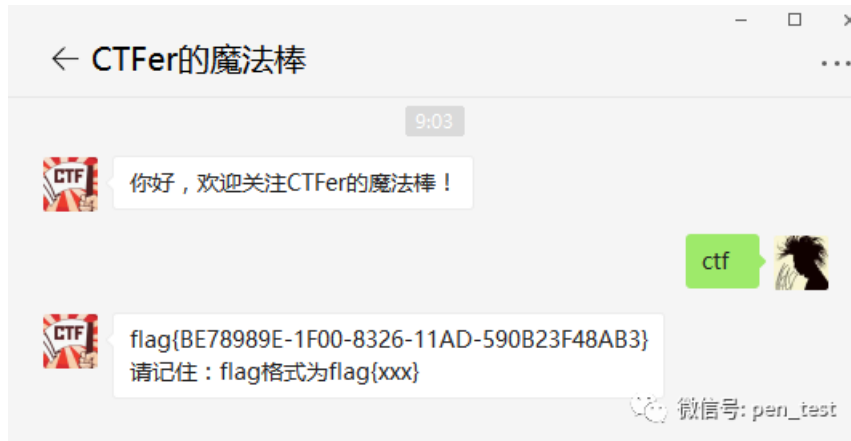 ← CTFer的魔法棒
9:03
CTF
你好，欢迎关注CTFer的魔法棒！
ctf
CTF
flag{BE78989E-1F00-8326-11AD-590B23F48AB3}
请记住：flag格式为flag{xxx}
微信号: pen_test